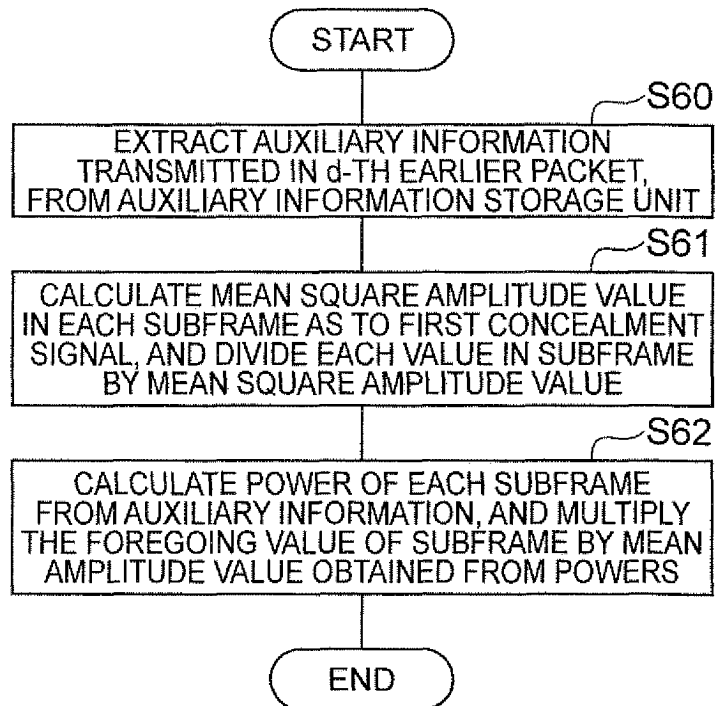 START
S60
EXTRACT AUXILIARY INFORMATION
TRANSMITTED IN d-TH EARLIER PACKET,
FROM AUXILIARY INFORMATION STORAGE UNIT
S61
CALCULATE MEAN SQUARE AMPLITUDE VALUE
IN EACH SUBFRAME AS TO FIRST CONCEALMENT
SIGNAL, AND DIVIDE EACH VALUE IN SUBFRAME
BY MEAN SQUARE AMPLITUDE VALUE
S62
CALCULATE POWER OF EACH SUBFRAME
FROM AUXILIARY INFORMATION, AND MULTIPLY
THE FOREGOING VALUE OF SUBFRAME BY MEAN
AMPLITUDE VALUE OBTAINED FROM POWERS
END